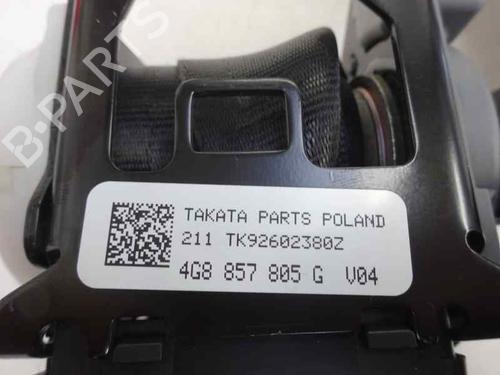 B-PARTS
TAKATA PARTS POLAND
211 TK92602380Z
4G8 857 805 G V04